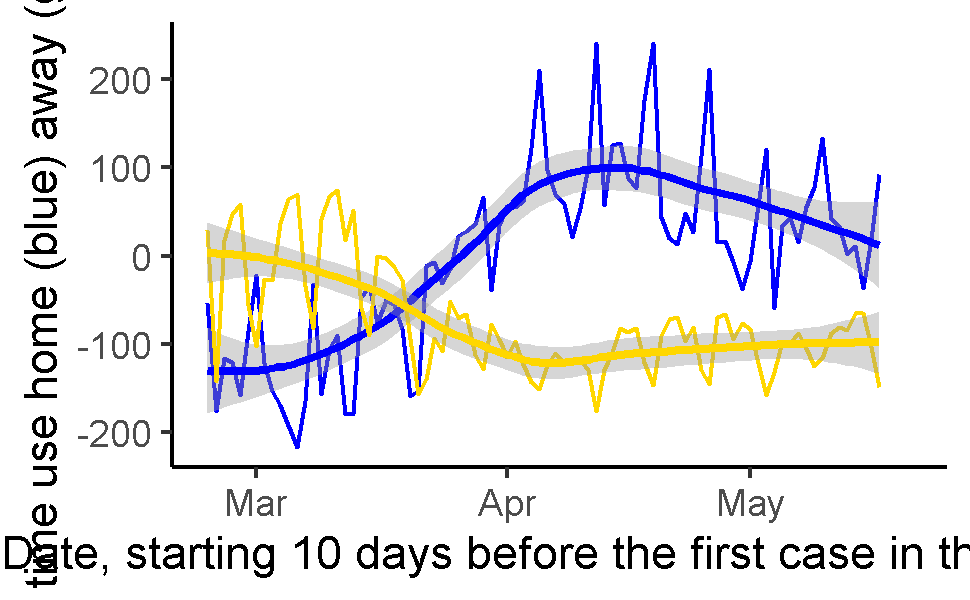 time use home (blue) away (
200
100
0
-100
-200
Mar
Apr
May
Date, starting 10 days before the first case in th